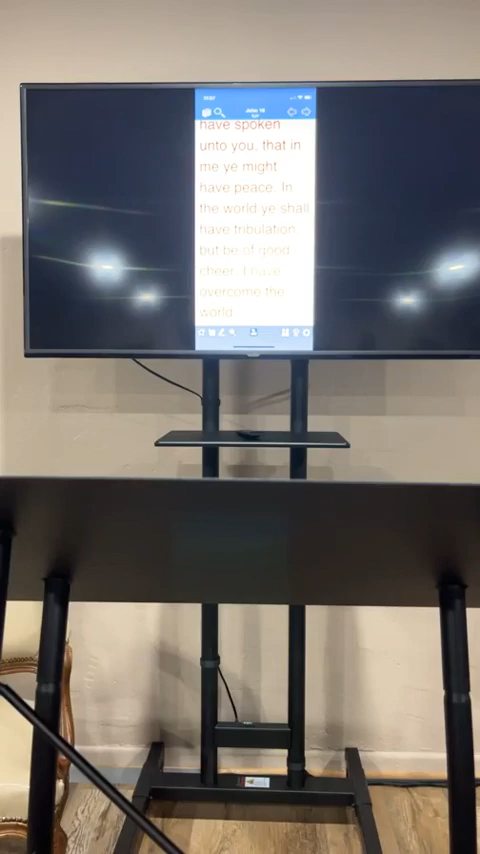 John 16
have spoken
unto you, that in
me ye might
have peace. In
the world ye shall
have tribulation
but be of good
cheer; I have
overcome the
world.